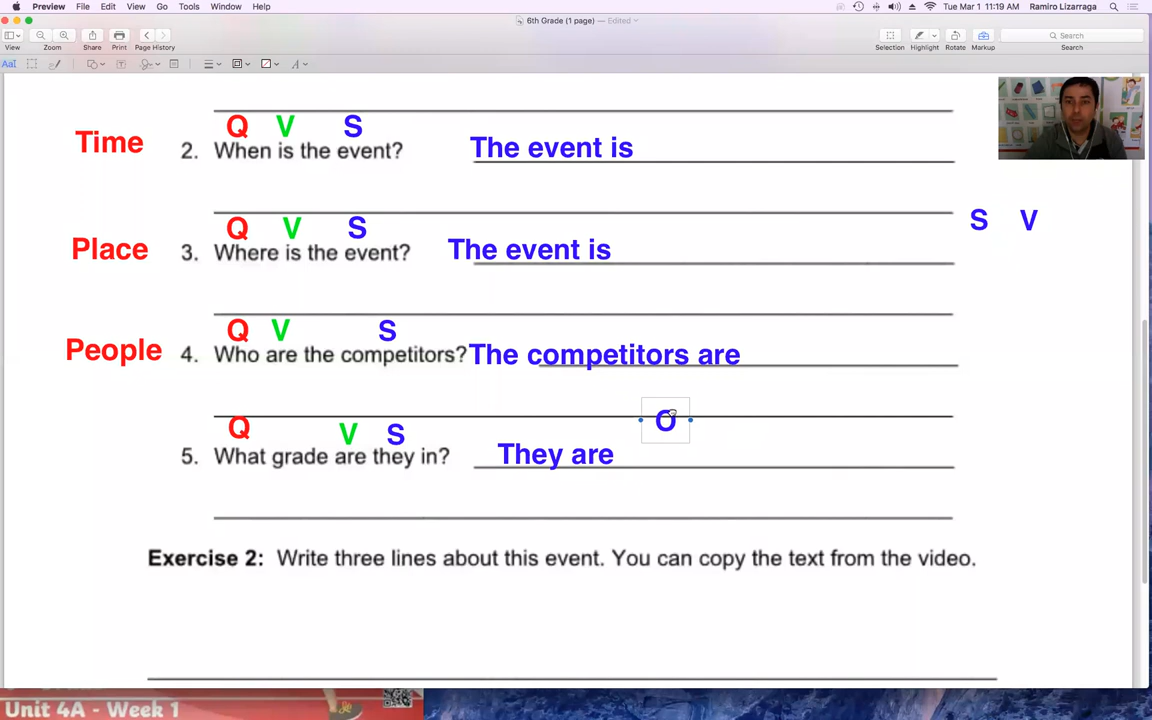 Preview File Edit View Go Tools Window Help Tue Mar 1 11:19 AM Ramiro Lizarraga
6th Grade (1 page) — Edited
View Zoom Share Print Page History Selection Highlight Rotate Markup Search
Search
AaI
Q V S
Time 2. When is the event? The event is
S V
Q V S
Place 3. Where is the event? The event is
Q V S
People 4. Who are the competitors? The competitors are
O
Q V S
5. What grade are they in? They are
Exercise 2: Write three lines about this event. You can copy the text from the video.
Unit 4A - Week 1